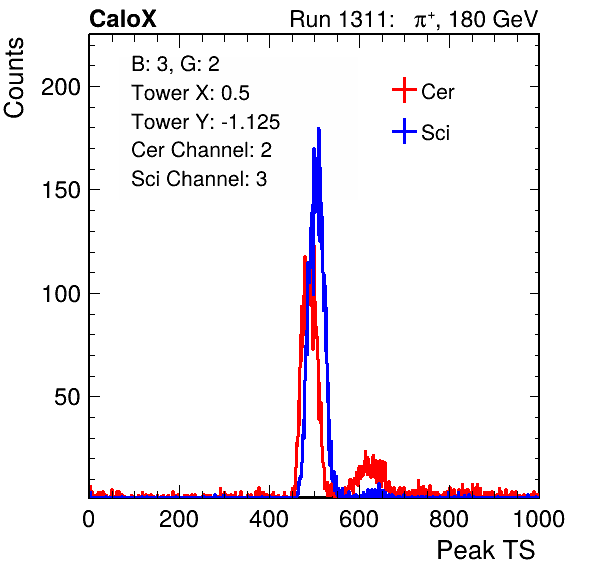 CaloX Run 1311: π⁺, 180 GeV
B: 3, G: 2
Tower X: 0.5
Tower Y: -1.125
Cer Channel: 2
Sci Channel: 3
Cer
Sci
Counts
200
150
100
50
0 200 400 600 800 1000
Peak TS